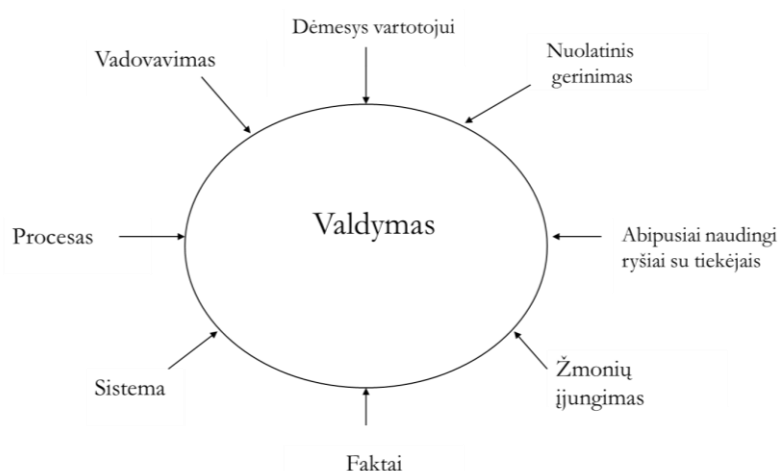 Dėmesys vartotojui
Vadovavimas
Nuolatinis
gerinimas
Valdymas
Procesas
Abipusiai naudingi
ryšiai su tiekėjais
Sistema
Žmonių
įjungimas
Faktai